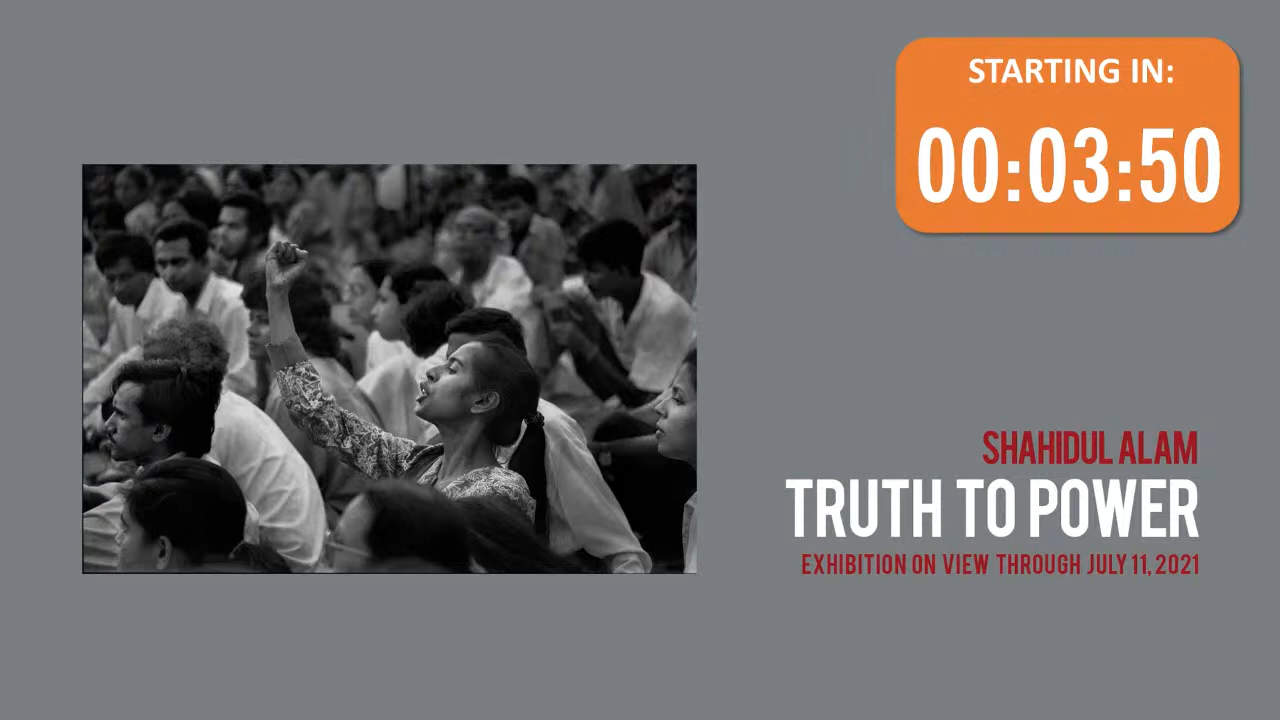 STARTING IN:
00:03:50
SHAHIDUL ALAM
TRUTH TO POWER
EXHIBITION ON VIEW THROUGH JULY 11, 2021